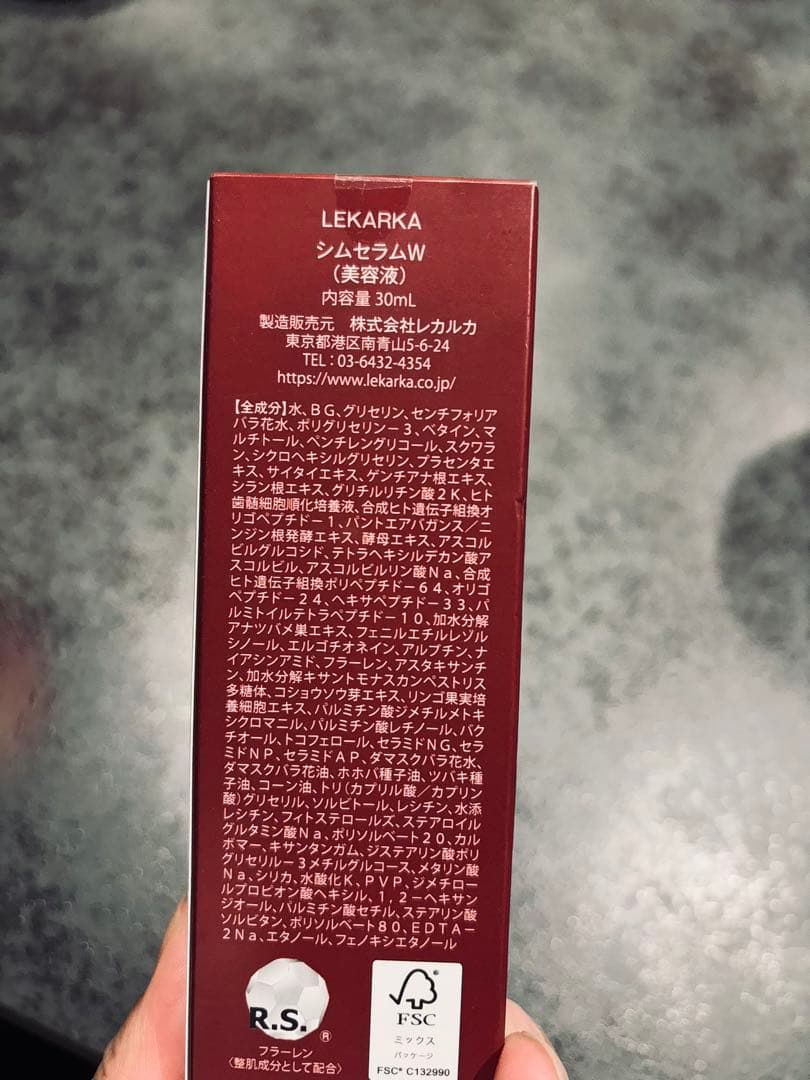 LEKARKA
シムセラムW
（美容液）
内容量 30mL
製造販売元　株式会社レカルカ
東京都港区南青山5-6-24
TEL：03-6432-4354
https://www.lekarka.co.jp/
【全成分】水、BG、グリセリン、センチフォリア
バラ花水、ポリグリセリン－3、ベタイン、マ
ルチトール、ペンチレングリコール、スクワラ
ン、シクロヘキシルグリセリン、プラセンタエ
キス、サイタイエキス、ゲンチアナ根エキス、
シラン根エキス、グリチルリチン酸2K、ヒト
歯髄細胞順化培養液、合成ヒト遺伝子組換オ
リゴペプチド－1、パントエアバガンス／ニ
ンジン根発酵エキス、酵母エキス、アスコル
ビルグルコシド、テトラヘキシルデカン酸ア
スコルビル、アスコルビルリン酸Na、合成
ヒト遺伝子組換ポリペプチド－64、オリゴ
ペプチド－24、ヘキサペプチド－33、パ
ルミトイルテトラペプチド－10、加水分解
アナツバメ巣エキス、フェニルエチルレゾル
シノール、エルゴチオネイン、アルブチン、ナ
イアシンアミド、フラーレン、アスタキサンチ
ン、加水分解キサントモナスカンペストリス
多糖体、コショウソウ芽エキス、リンゴ果実培
養細胞エキス、パルミチン酸ジメチルメトキ
シクロマニル、パルミチン酸レチノール、バク
チオール、トコフェロール、セラミドNG、セラ
ミドNP、セラミドAP、ダマスクバラ花水、
ダマスクバラ花油、ホホバ種子油、ツバキ種
子油、コーン油、トリ（カプリル酸／カプリン
酸）グリセリル、ソルビトール、レシチン、水添
レシチン、フィトステロールズ、ステアロイル
グルタミン酸Na、ポリソルベート20、カル
ボマー、キサンタンガム、ジステアリン酸ポリ
グリセリル－3メチルグルコース、メタリン酸
Na、シリカ、水酸化K、PVP、ジメチロー
ルプロピオン酸ヘキシル、1，2－ヘキサン
ジオール、パルミチン酸セチル、ステアリン酸
ソルビタン、ポリソルベート80、EDTA－
2Na、エタノール、フェノキシエタノール
R.S.®
フラーレン
〈整肌成分として配合〉
FSC
ミックス
パッケージ
FSC® C132990